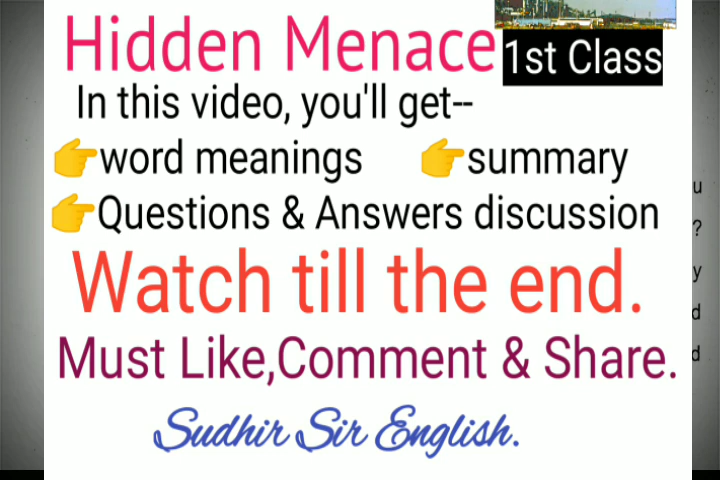 Hidden Menace
1st Class
In this video, you'll get--
👉word meanings 👉summary
👉Questions & Answers discussion
Watch till the end.
Must Like,Comment & Share.
Sudhir Sir English.
u
?
y
d
d